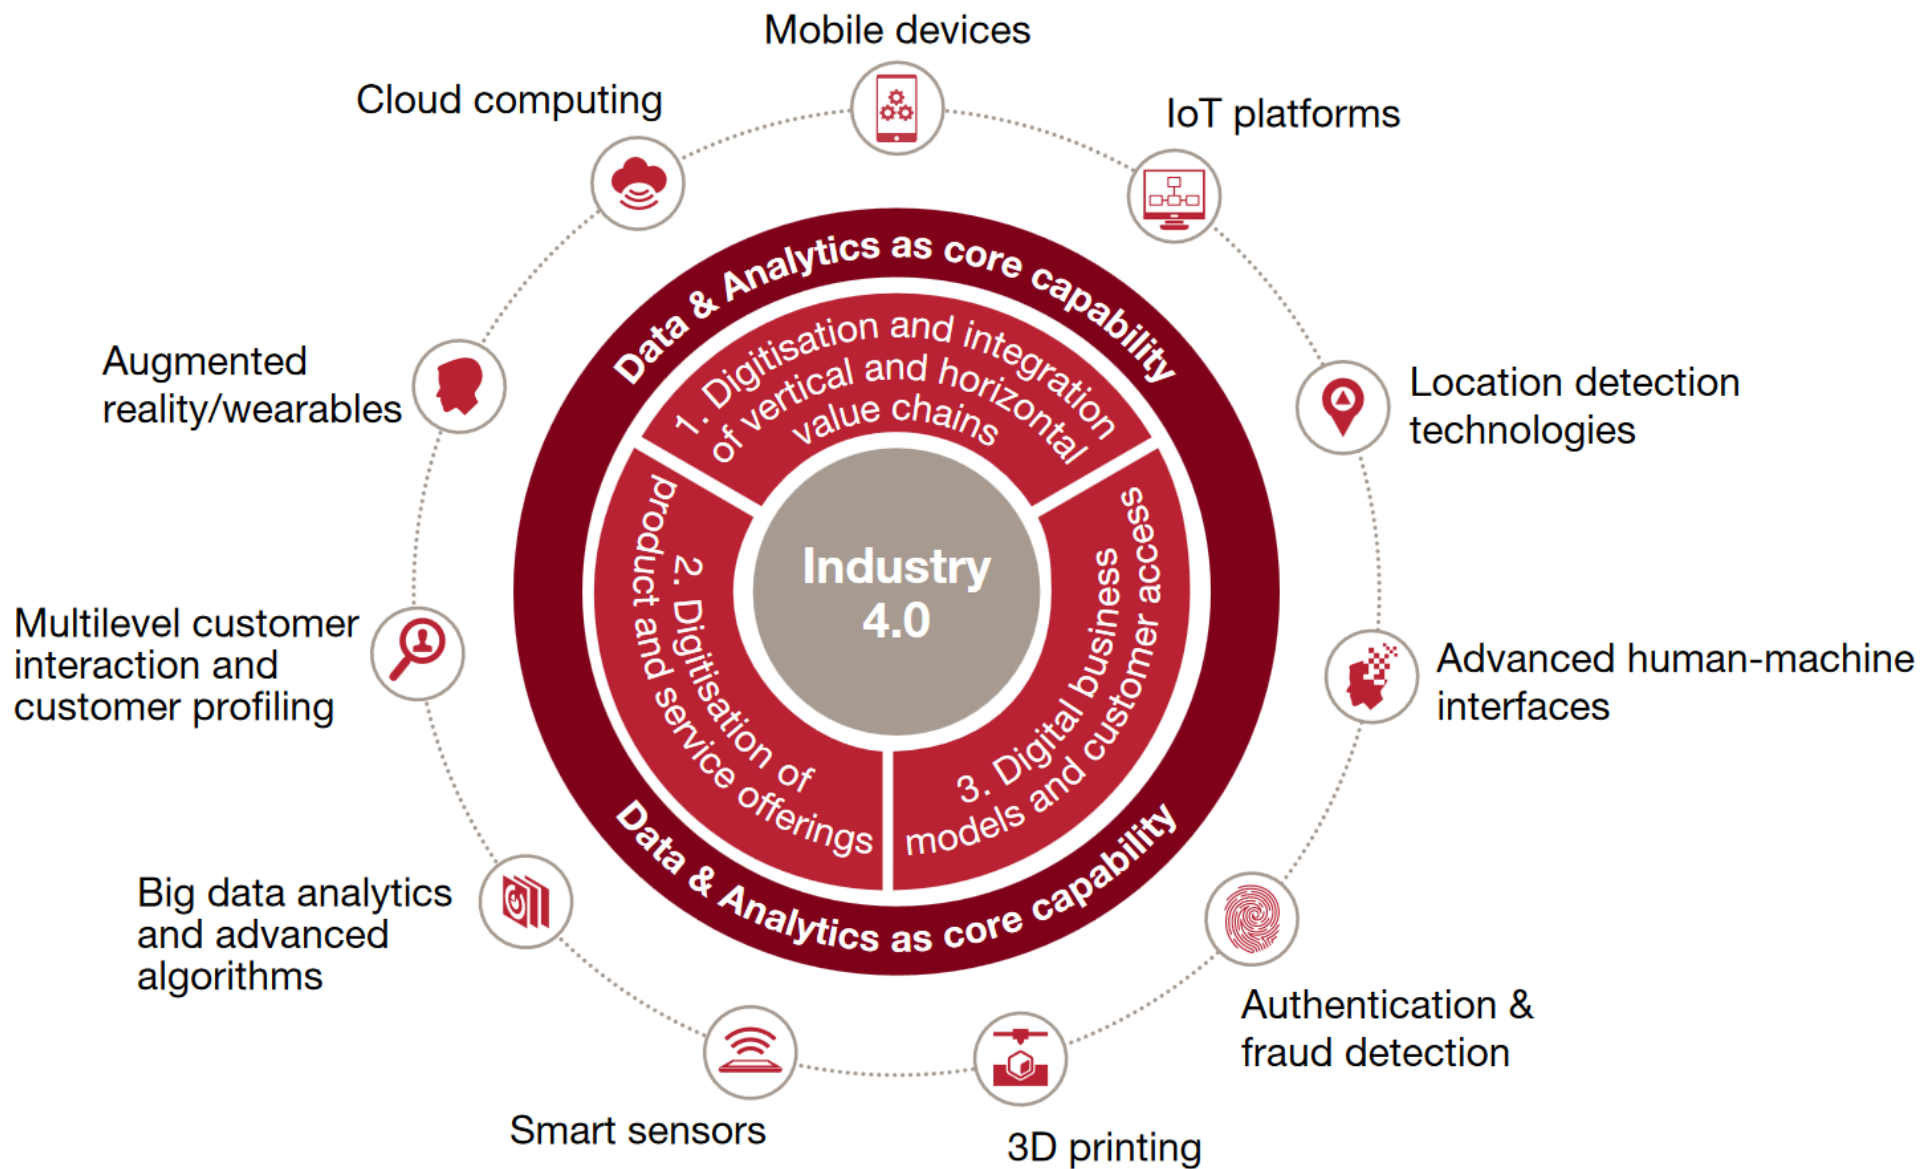 Mobile devices
Cloud computing
IoT platforms
Data & Analytics as core capability
1. Digitisation and integration
of vertical and horizontal
value chains
Augmented
reality/wearables
Location detection
technologies
Industry
4.0
2. Digitisation of
product and service offerings
3. Digital business
models and customer access
Multilevel customer
interaction and
customer profiling
Advanced human-machine
interfaces
Data & Analytics as core capability
Big data analytics
and advanced
algorithms
Authentication &
fraud detection
Smart sensors
3D printing